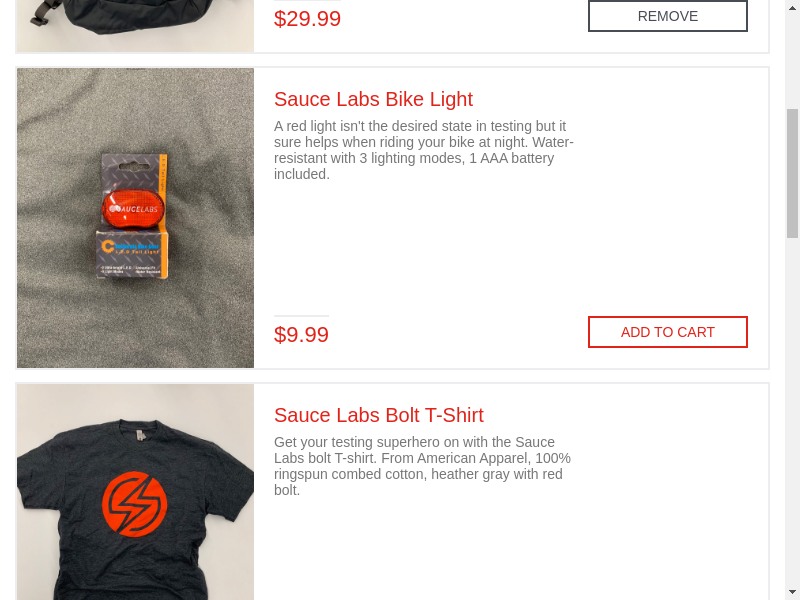 $29.99
REMOVE
Sauce Labs Bike Light
A red light isn't the desired state in testing but it
sure helps when riding your bike at night. Water-
resistant with 3 lighting modes, 1 AAA battery
included.
SAUCELABS
$9.99
ADD TO CART
Sauce Labs Bolt T-Shirt
Get your testing superhero on with the Sauce
Labs bolt T-shirt. From American Apparel, 100%
ringspun combed cotton, heather gray with red
bolt.